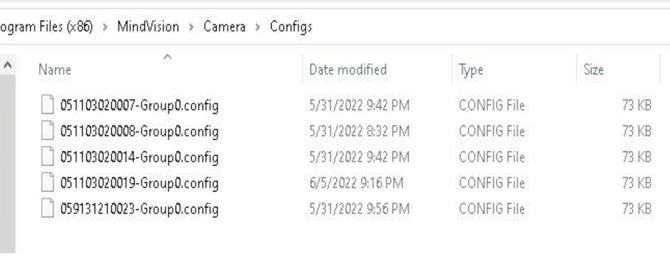 ogram Files (x86) > MindVision > Camera > Configs
Name Date modified Type Size
051103020007-Group0.config 5/31/2022 9:42 PM CONFIG File 73 KB
051103020008-Group0.config 5/31/2022 8:32 PM CONFIG File 73 KB
051103020014-Group0.config 5/31/2022 9:42 PM CONFIG File 73 KB
051103020019-Group0.config 6/5/2022 9:16 PM CONFIG File 73 KB
059131210023-Group0.config 5/31/2022 9:56 PM CONFIG File 73 KB